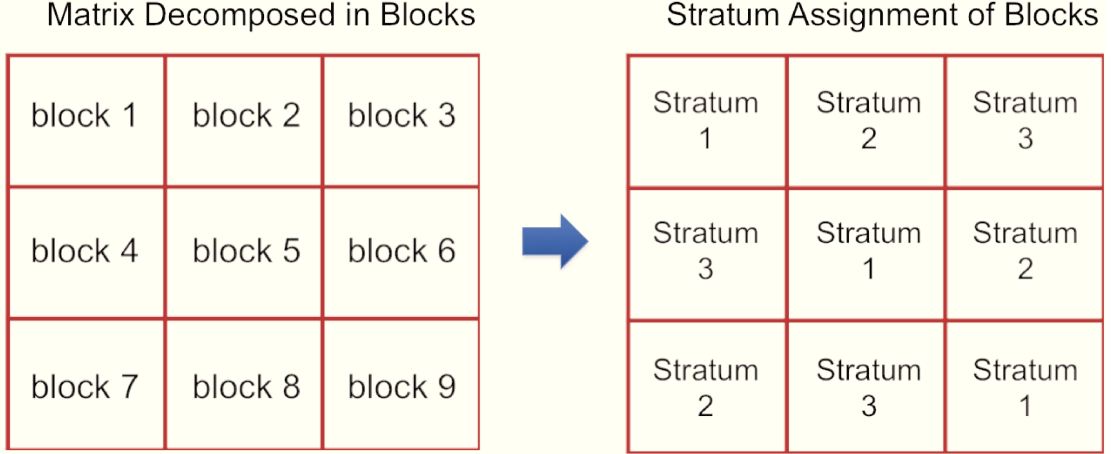 Matrix Decomposed in Blocks
block 1
block 2
block 3
block 4
block 5
block 6
block 7
block 8
block 9
Stratum Assignment of Blocks
Stratum
1
Stratum
2
Stratum
3
Stratum
3
Stratum
1
Stratum
2
Stratum
2
Stratum
3
Stratum
1